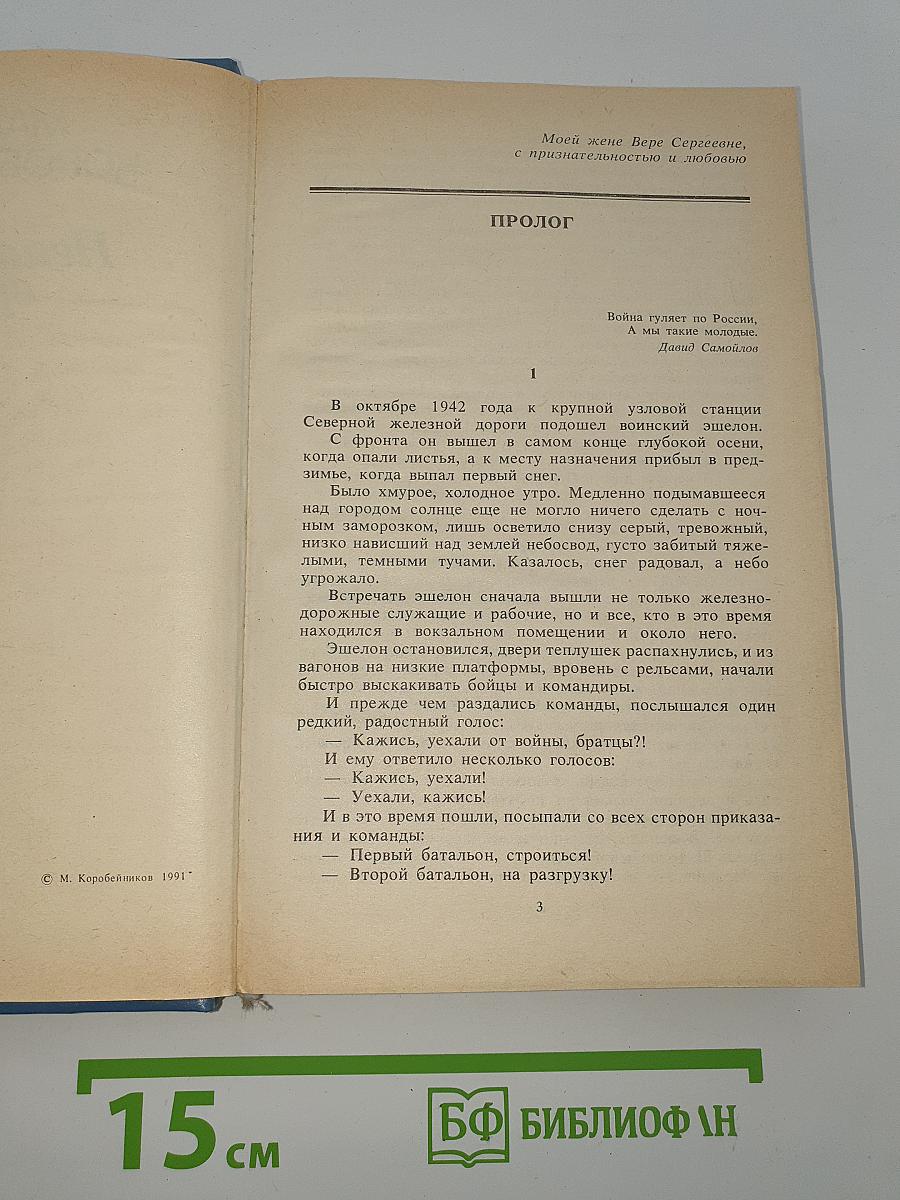 © М. Коробейников 1991
Моей жене Вере Сергеевне,
с признательностью и любовью
ПРОЛОГ
Война гуляет по России,
А мы такие молодые.
Давид Самойлов
1
В октябре 1942 года к крупной узловой станции
Северной железной дороги подошел воинский эшелон.
С фронта он вышел в самом конце глубокой осени,
когда опали листья, а к месту назначения прибыл в пред-
зимье, когда выпал первый снег.
Было хмурое, холодное утро. Медленно подымавшееся
над городом солнце еще не могло ничего сделать с ноч-
ным заморозком, лишь осветило снизу серый, тревожный,
низко нависший над землей небосвод, густо забитый тяже-
лыми, темными тучами. Казалось, снег радовал, а небо
угрожало.
Встречать эшелон сначала вышли не только железно-
дорожные служащие и рабочие, но и все, кто в это время
находился в вокзальном помещении и около него.
Эшелон остановился, двери теплушек распахнулись, и из
вагонов на низкие платформы, вровень с рельсами, начали
быстро выскакивать бойцы и командиры.
И прежде чем раздались команды, послышался один
редкий, радостный голос:
— Кажись, уехали от войны, братцы?!
И ему ответило несколько голосов:
— Кажись, уехали!
— Уехали, кажись!
И в это время пошли, посыпали со всех сторон приказа-
ния и команды:
— Первый батальон, строиться!
— Второй батальон, на разгрузку!
3
15 см
БФ БИБЛИОФАН